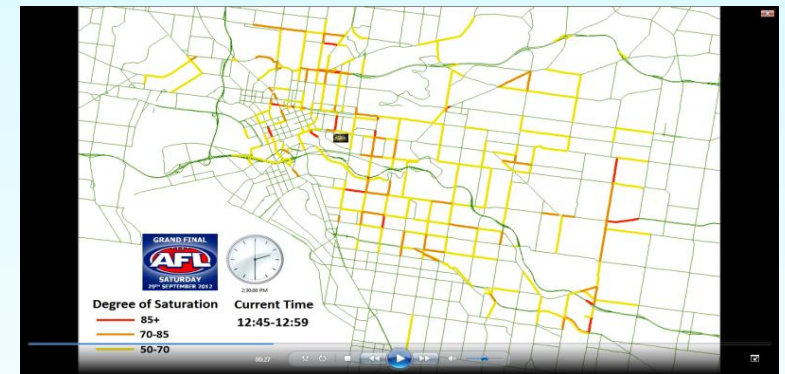 GRAND FINAL
AFL
SATURDAY
29TH SEPTEMBER 2012
2:30:00 PM
Degree of Saturation
Current Time
12:45-12:59
85+
70-85
50-70
00:27